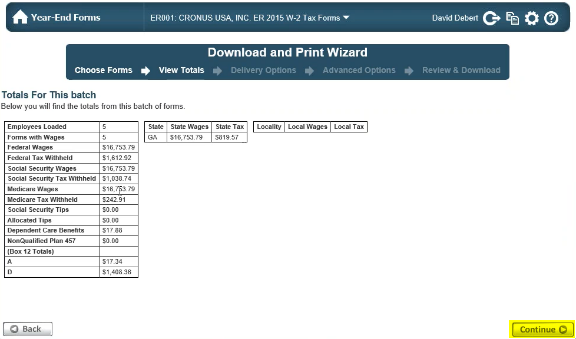 Year-End Forms
ER001: CRONUS USA, INC. ER 2015 W-2 Tax Forms
David Debert
Download and Print Wizard
Choose Forms View Totals Delivery Options Advanced Options Review & Download
Totals For This batch
Below you will find the totals from this batch of forms.
Employees Loaded 5
Forms with Wages 5
Federal Wages $16,753.79
Federal Tax Withheld $1,612.92
Social Security Wages $16,753.79
Social Security Tax Withheld $1,038.74
Medicare Wages $16,753.79
Medicare Tax Withheld $242.91
Social Security Tips $0.00
Allocated Tips $0.00
Dependent Care Benefits $17.88
NonQualified Plan 457 $0.00
(Box 12 Totals)
A $17.34
D $1,408.36
State State Wages State Tax
GA $16,753.79 $819.57
Locality Local Wages Local Tax
Back
Continue